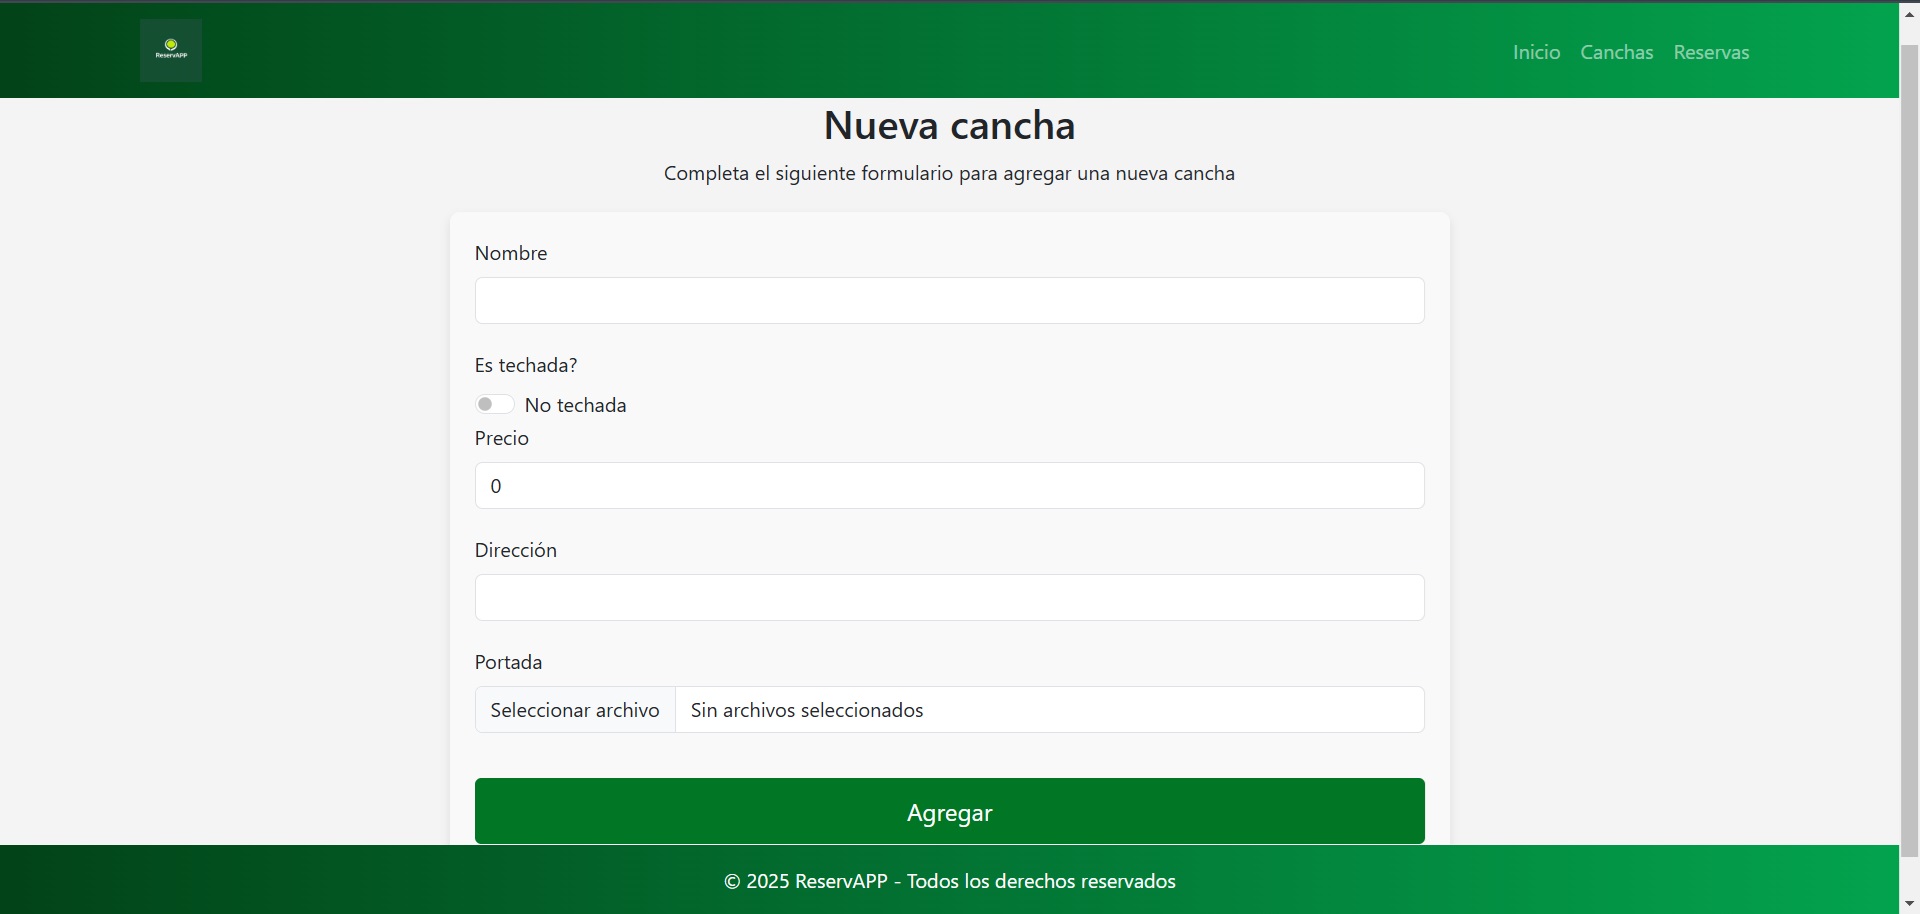 ReservAPP
Inicio Canchas Reservas
Nueva cancha
Completa el siguiente formulario para agregar una nueva cancha
Nombre
Es techada?
No techada
Precio
0
Dirección
Portada
Seleccionar archivo Sin archivos seleccionados
Agregar
© 2025 ReservAPP - Todos los derechos reservados